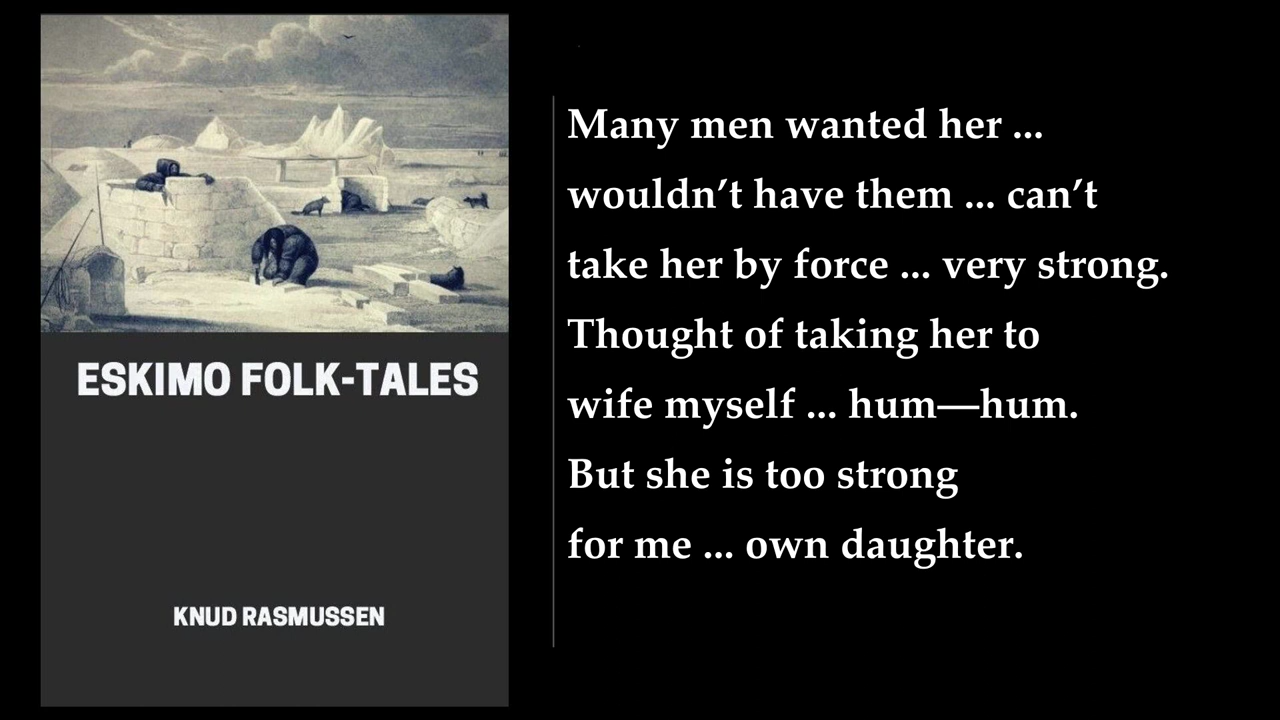 ESKIMO FOLK-TALES
KNUD RASMUSSEN
Many men wanted her ...
wouldn’t have them ... can’t
take her by force ... very strong.
Thought of taking her to
wife myself ... hum—hum.
But she is too strong
for me ... own daughter.